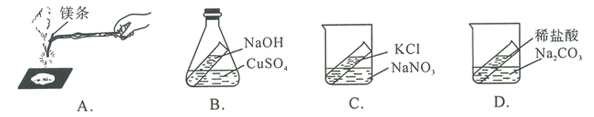 镁条
A.
NaOH
CuSO₄
B.
KCl
NaNO₃
C.
稀盐酸
Na₂CO₃
D.